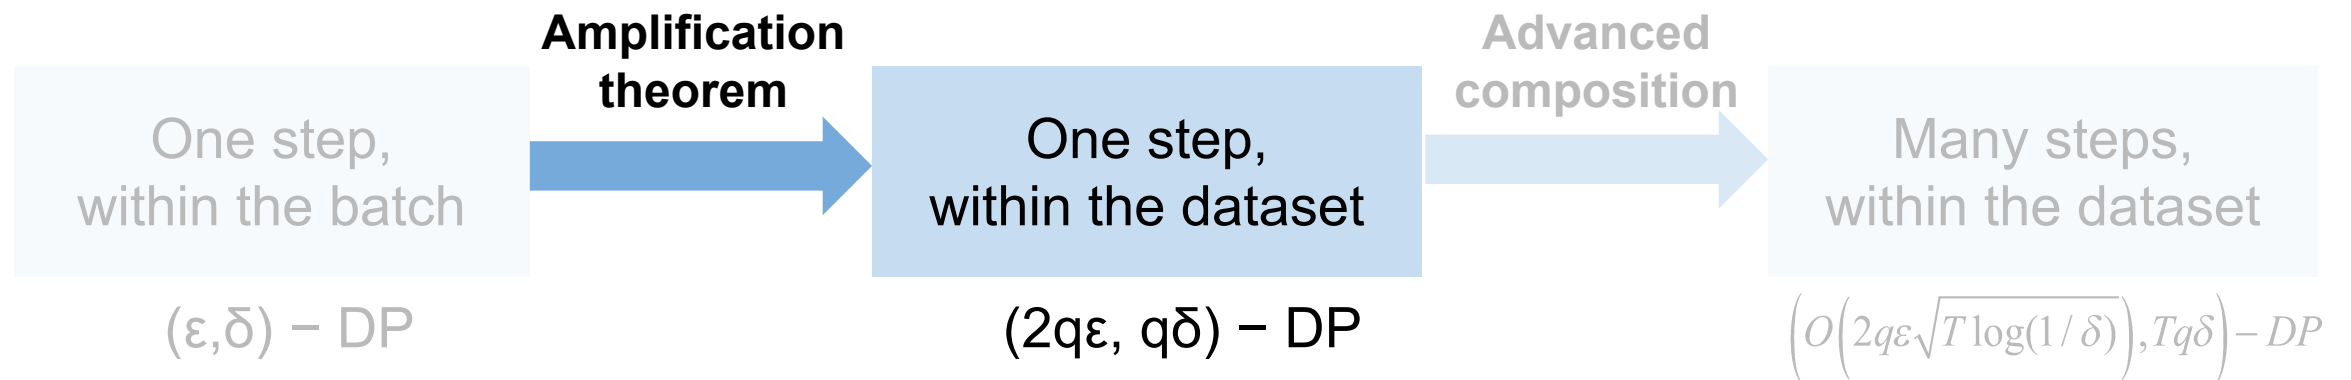 Amplification
theorem
Advanced
composition
One step,
within the batch
One step,
within the dataset
Many steps,
within the dataset
(ε,δ) − DP
(2qε, qδ) − DP
(O(2qε√T log(1/δ)),Tqδ)−DP